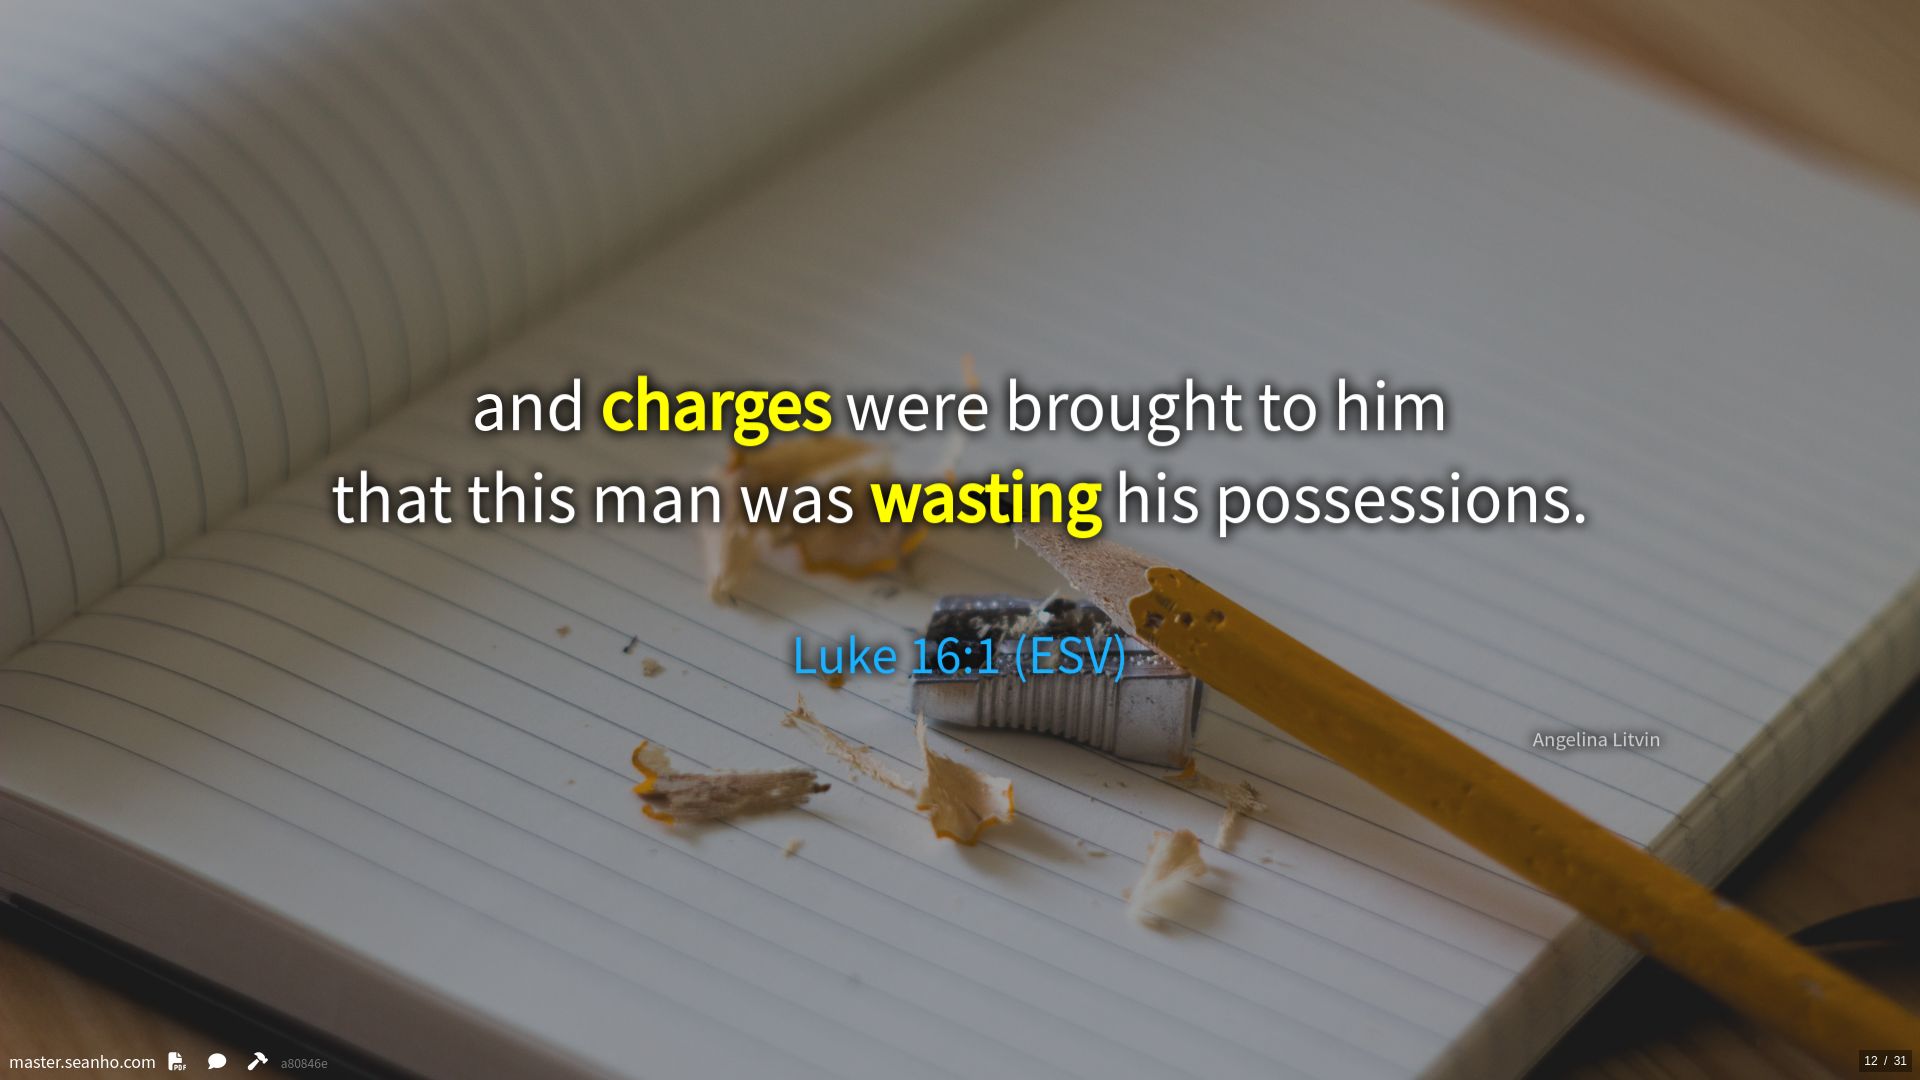 and charges were brought to him
that this man was wasting his possessions.
Luke 16:1 (ESV)
Angelina Litvin
master.seanho.com PDF a80846e
12 / 31